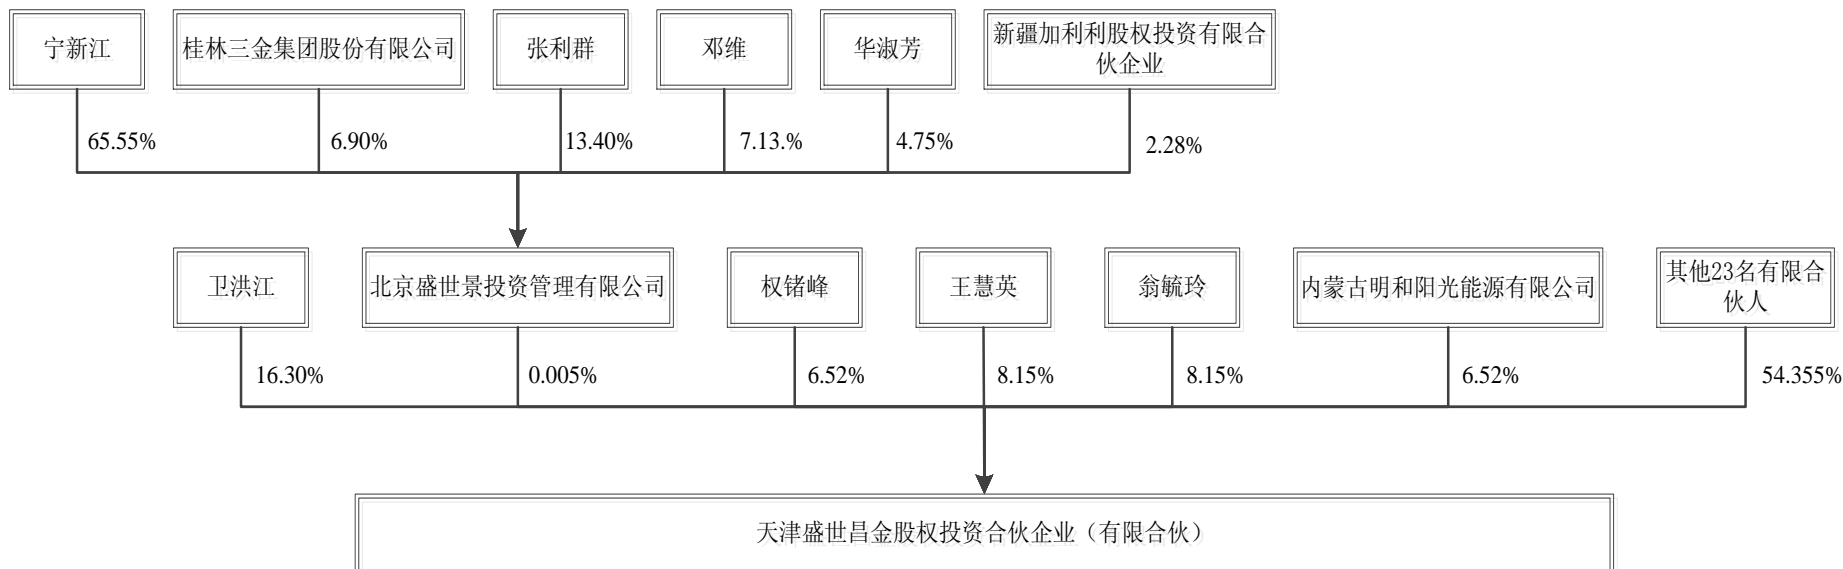 宁新江
桂林三金集团股份有限公司
张利群
邓维
华淑芳
新疆加利利股权投资有限合
伙企业
65.55%
6.90%
13.40%
7.13.%
4.75%
2.28%
卫洪江
北京盛世景投资管理有限公司
权锗峰
王慧英
翁毓玲
内蒙古明和阳光能源有限公司
其他23名有限合
伙人
16.30%
0.005%
6.52%
8.15%
8.15%
6.52%
54.355%
天津盛世昌金股权投资合伙企业（有限合伙）